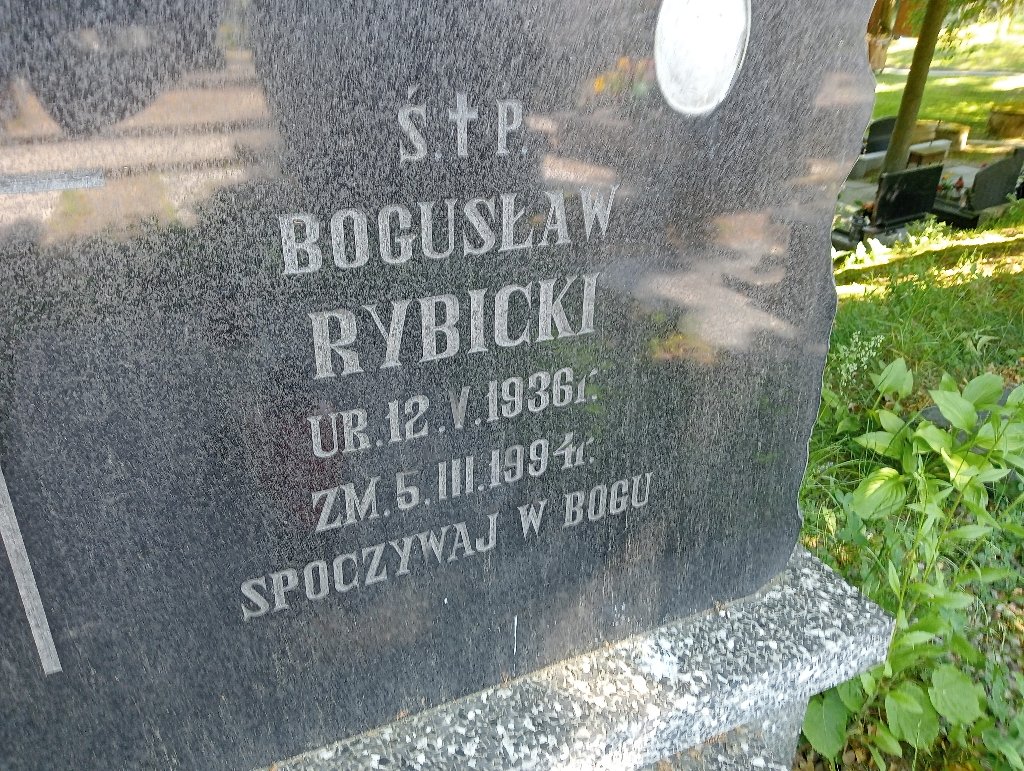 Ś.✝P.
BOGUSŁAW
RYBICKI
UR.12.V.1936r.
ZM.5.III.1994r.
SPOCZYWAJ W BOGU